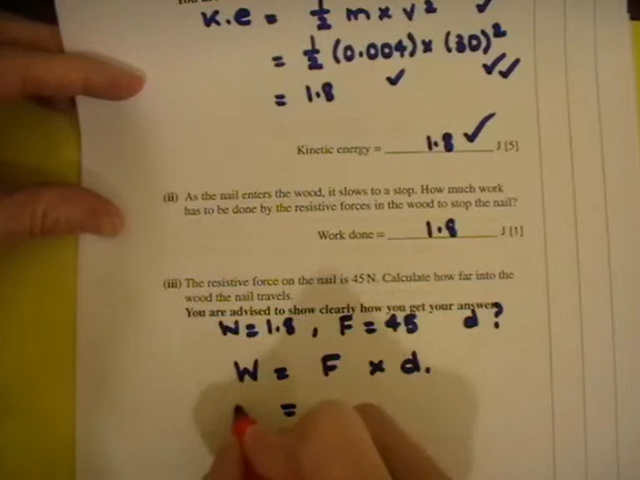 K.e = 1/2 m x v²
= 1/2 (0.004) x (30)²
= 1.8
Kinetic energy = 1.8 J [5]
(ii) As the nail enters the wood, it slows to a stop. How much work
has to be done by the resistive forces in the wood to stop the nail?
Work done = 1.8 J [1]
(iii) The resistive force on the nail is 45 N. Calculate how far into the
wood the nail travels.
You are advised to show clearly how you get your answer.
W = 1.8 , F = 45 d ?
W = F x d.
=